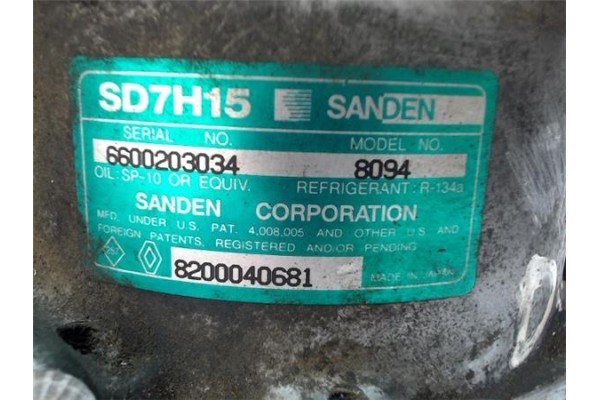 SD7H15 SANDEN
SERIAL NO. MODEL NO.
6600203034 8094
OIL: SP-10 OR EQUIV. REFRIGERANT: R-134a
SANDEN CORPORATION
MFD. UNDER U.S. PAT. 4,008,005 AND OTHER U.S. AND
FOREIGN PATENTS, REGISTERED AND/OR PENDING
8200040681 MADE IN JAPAN